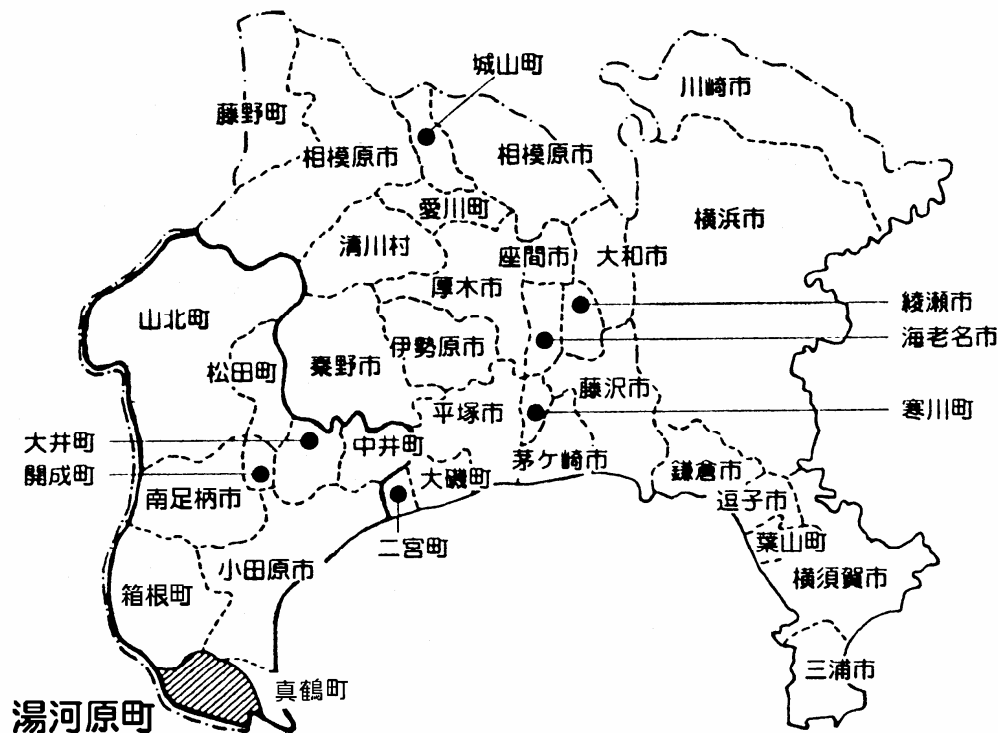 城山町
川崎市
藤野町
相模原市
相模原市
愛川町
横浜市
清川村
座間市
大和市
厚木市
綾瀬市
山北町
海老名市
伊勢原市
松田町
秦野市
藤沢市
平塚市
寒川町
大井町
中井町
茅ケ崎市
開成町
大磯町
鎌倉市
南足柄市
逗子市
二宮町
葉山町
小田原市
横須賀市
箱根町
三浦市
真鶴町
湯河原町